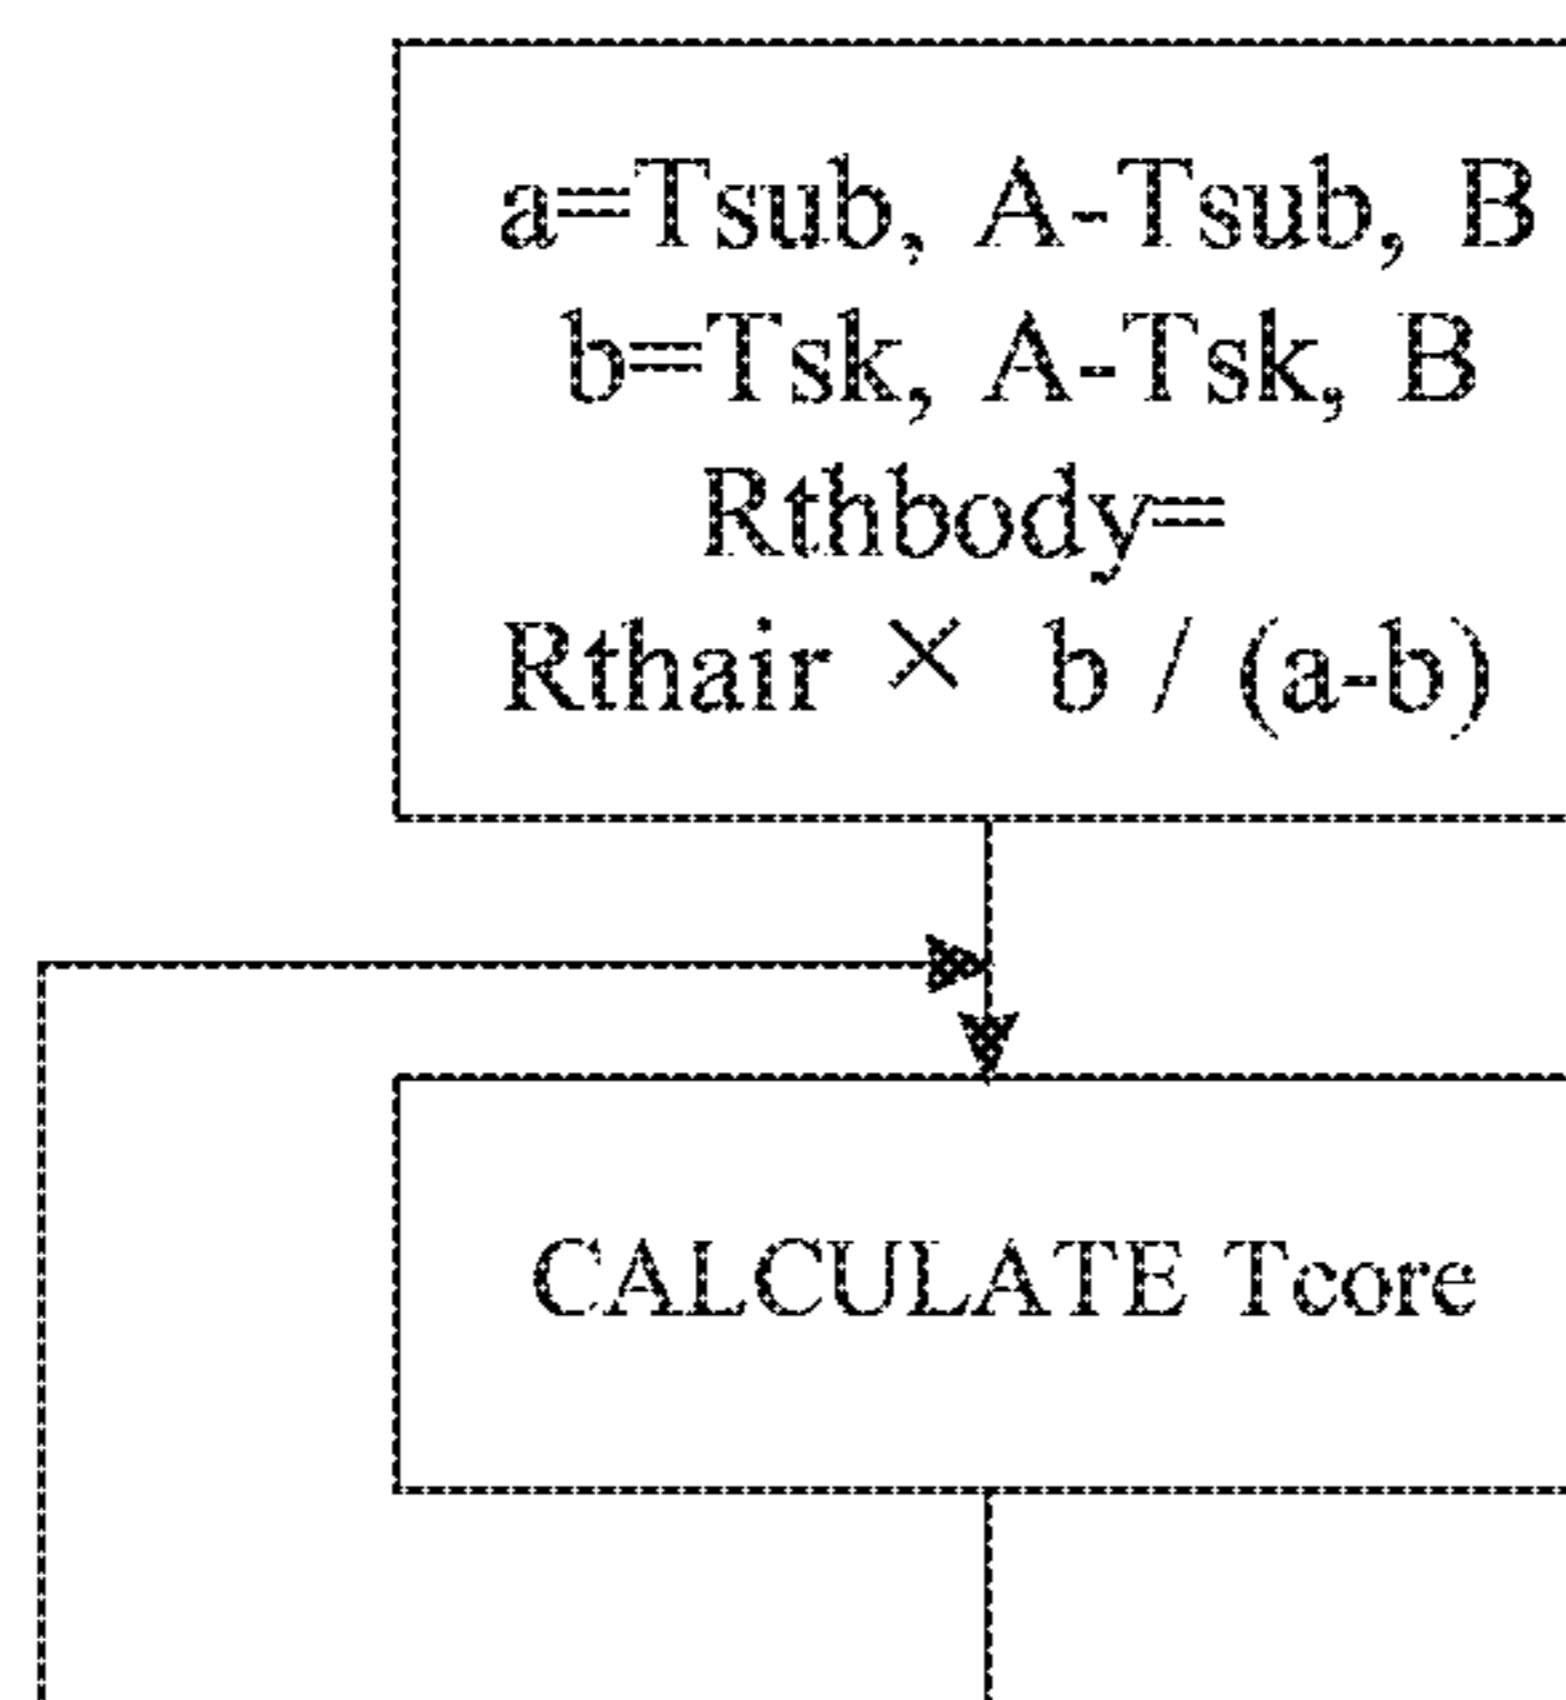 a=Tsub, A-Tsub, B
b=Tsk, A-Tsk, B
Rthbody=
Rthair × b / (a-b)
CALCULATE Tcore